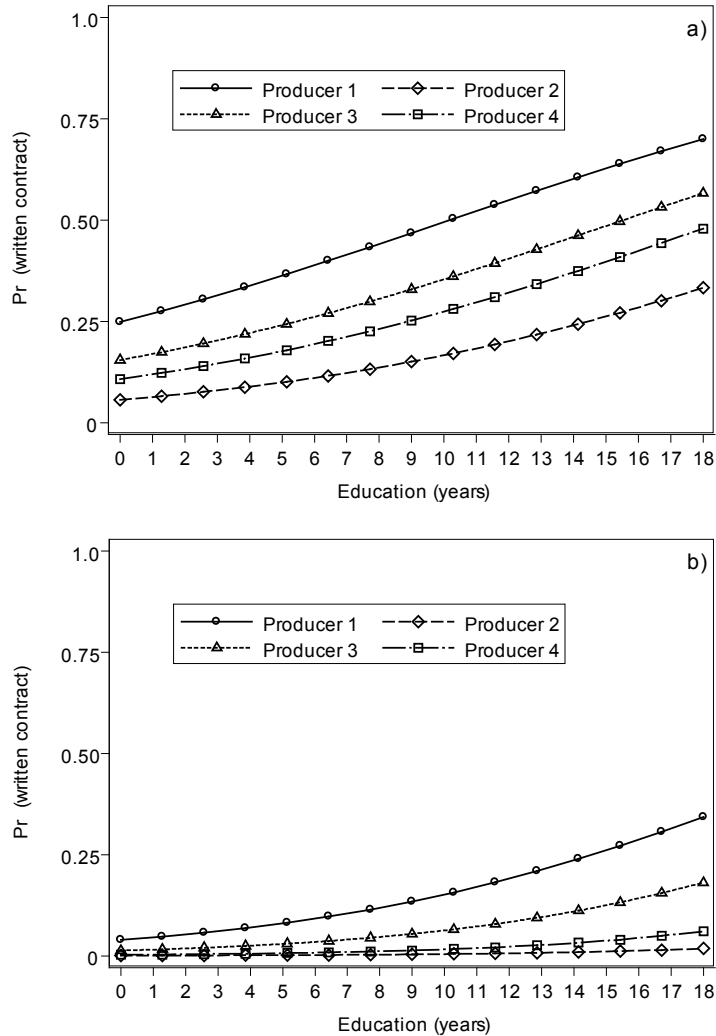 1.0
a)
Producer 1 Producer 2
Producer 3 Producer 4
0.75
0.50
0.25
0
Pr (written contract)
0 1 2 3 4 5 6 7 8 9 10 11 12 13 14 15 16 17 18
Education (years)
1.0
b)
Producer 1 Producer 2
Producer 3 Producer 4
0.75
0.50
0.25
0
Pr (written contract)
0 1 2 3 4 5 6 7 8 9 10 11 12 13 14 15 16 17 18
Education (years)